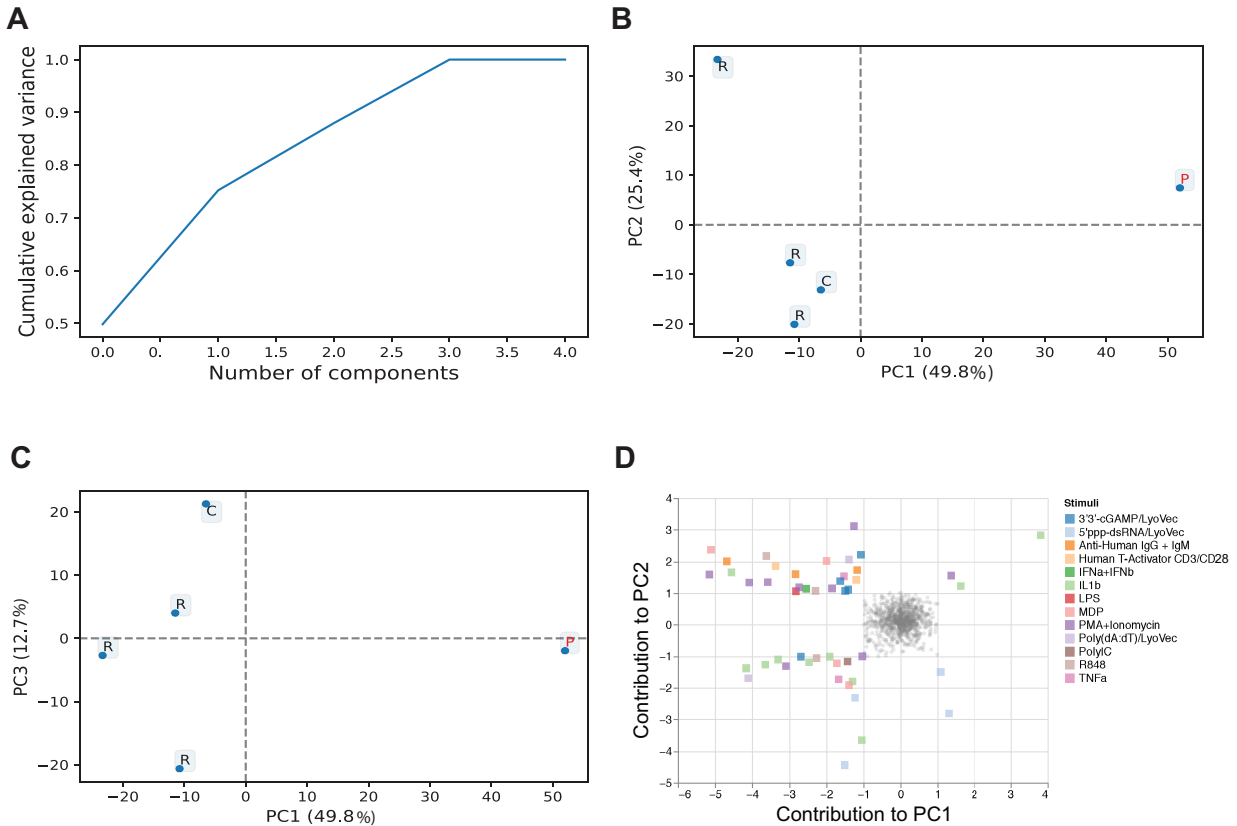 A
Cumulative explained variance
1.0
0.9
0.8
0.7
0.6
0.5
0.0
0.
1.0
1.5
2.0
2.5
3.0
3.5
4.0
Number of components
B
PC2 (25.4%)
30
20
10
0
−10
−20
R
P
R
C
R
−20
−10
0
10
20
30
40
50
PC1 (49.8%)
C
PC3 (12.7%)
20
10
0
−10
−20
C
R
R
P
R
−20
−10
0
10
20
30
40
50
PC1 (49.8%)
D
Contribution to PC2
4
3
2
1
0
−1
−2
−3
−4
−5
−6
−5
−4
−3
−2
−1
0
1
2
3
4
Contribution to PC1
Stimuli
3'3'-cGAMP/LyoVec
5'ppp-dsRNA/LyoVec
Anti-Human IgG + IgM
Human T-Activator CD3/CD28
IFNa+IFNb
IL1b
LPS
MDP
PMA+Ionomycin
Poly(dA:dT)/LyoVec
PolyIC
R848
TNFa